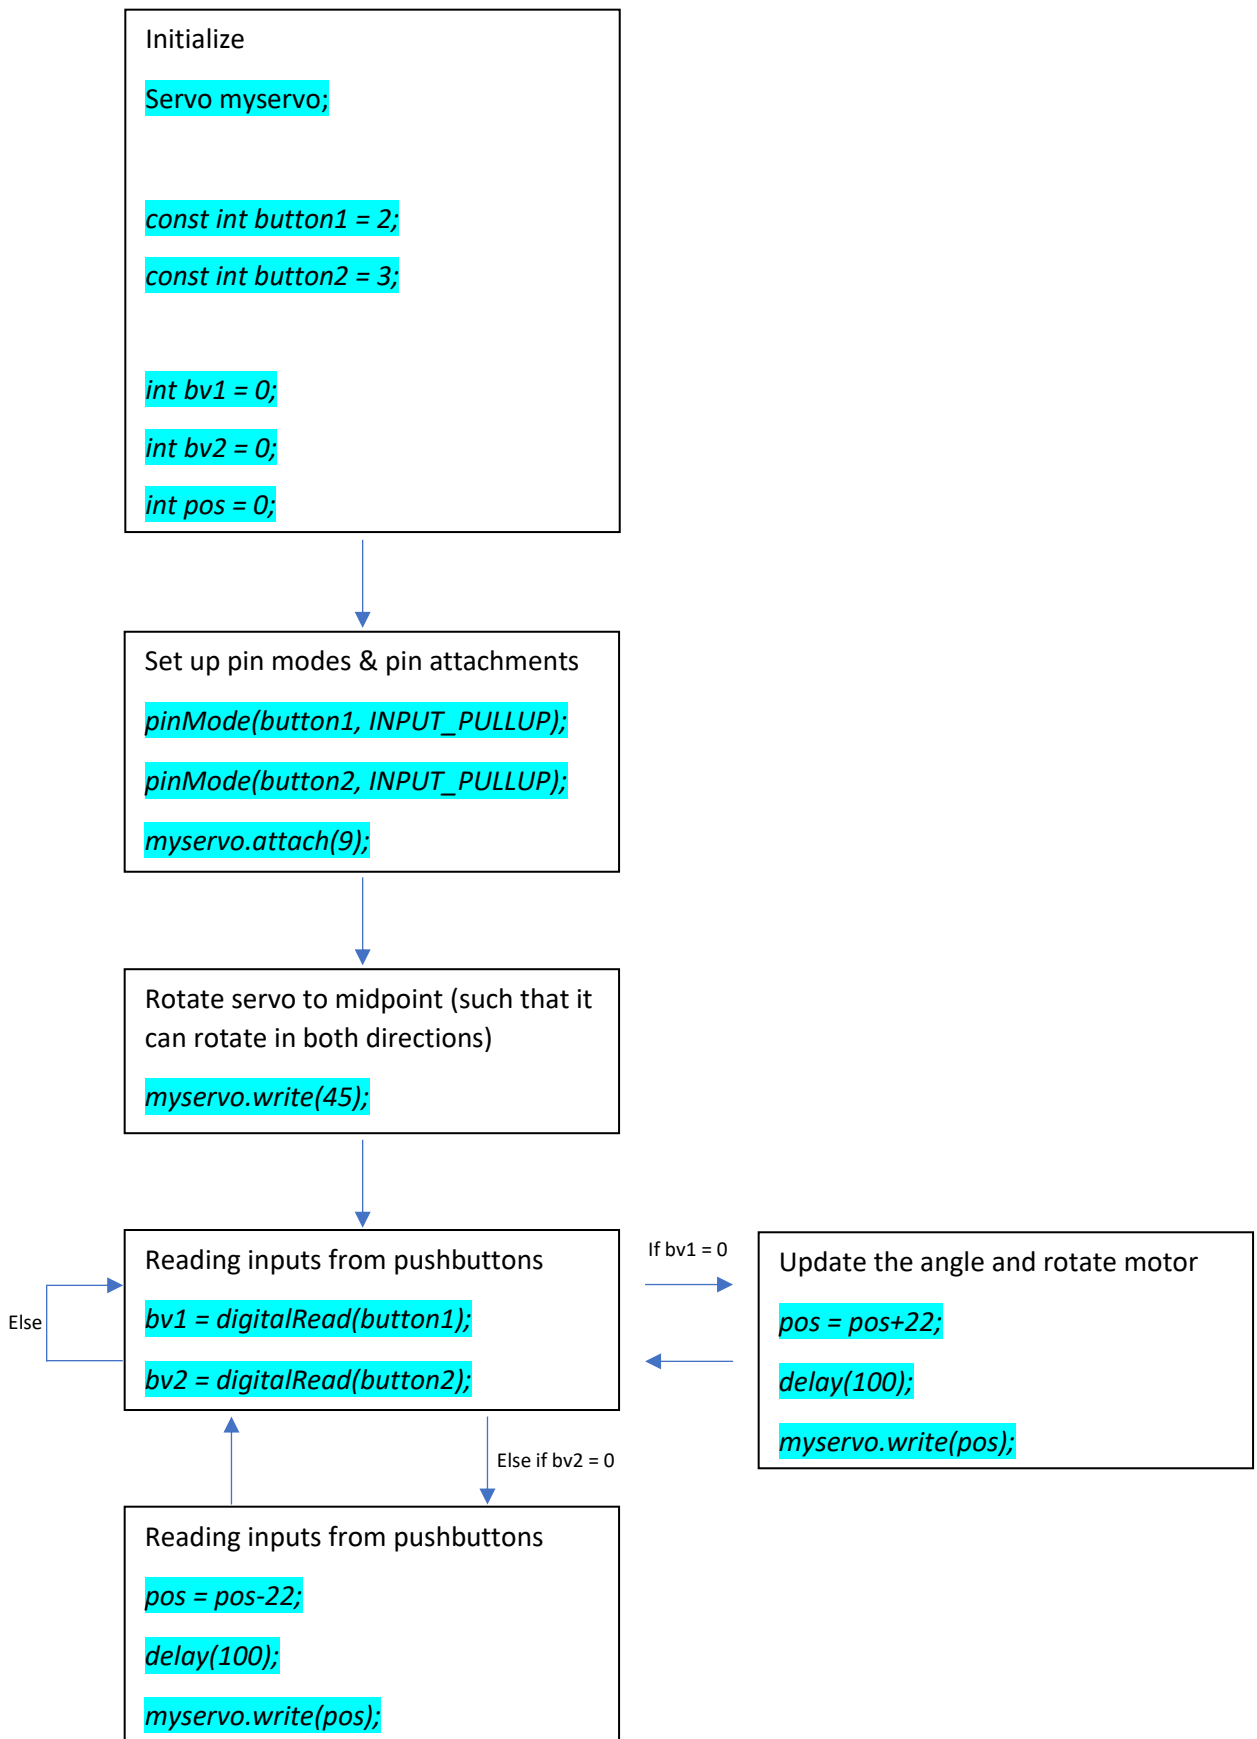 Initialize
Servo myservo;
const int button1 = 2;
const int button2 = 3;
int bv1 = 0;
int bv2 = 0;
int pos = 0;
Set up pin modes & pin attachments
pinMode(button1, INPUT_PULLUP);
pinMode(button2, INPUT_PULLUP);
myservo.attach(9);
Rotate servo to midpoint (such that it
can rotate in both directions)
myservo.write(45);
Reading inputs from pushbuttons
bv1 = digitalRead(button1);
bv2 = digitalRead(button2);
Else
If bv1 = 0
Update the angle and rotate motor
pos = pos+22;
delay(100);
myservo.write(pos);
Else if bv2 = 0
Reading inputs from pushbuttons
pos = pos-22;
delay(100);
myservo.write(pos);